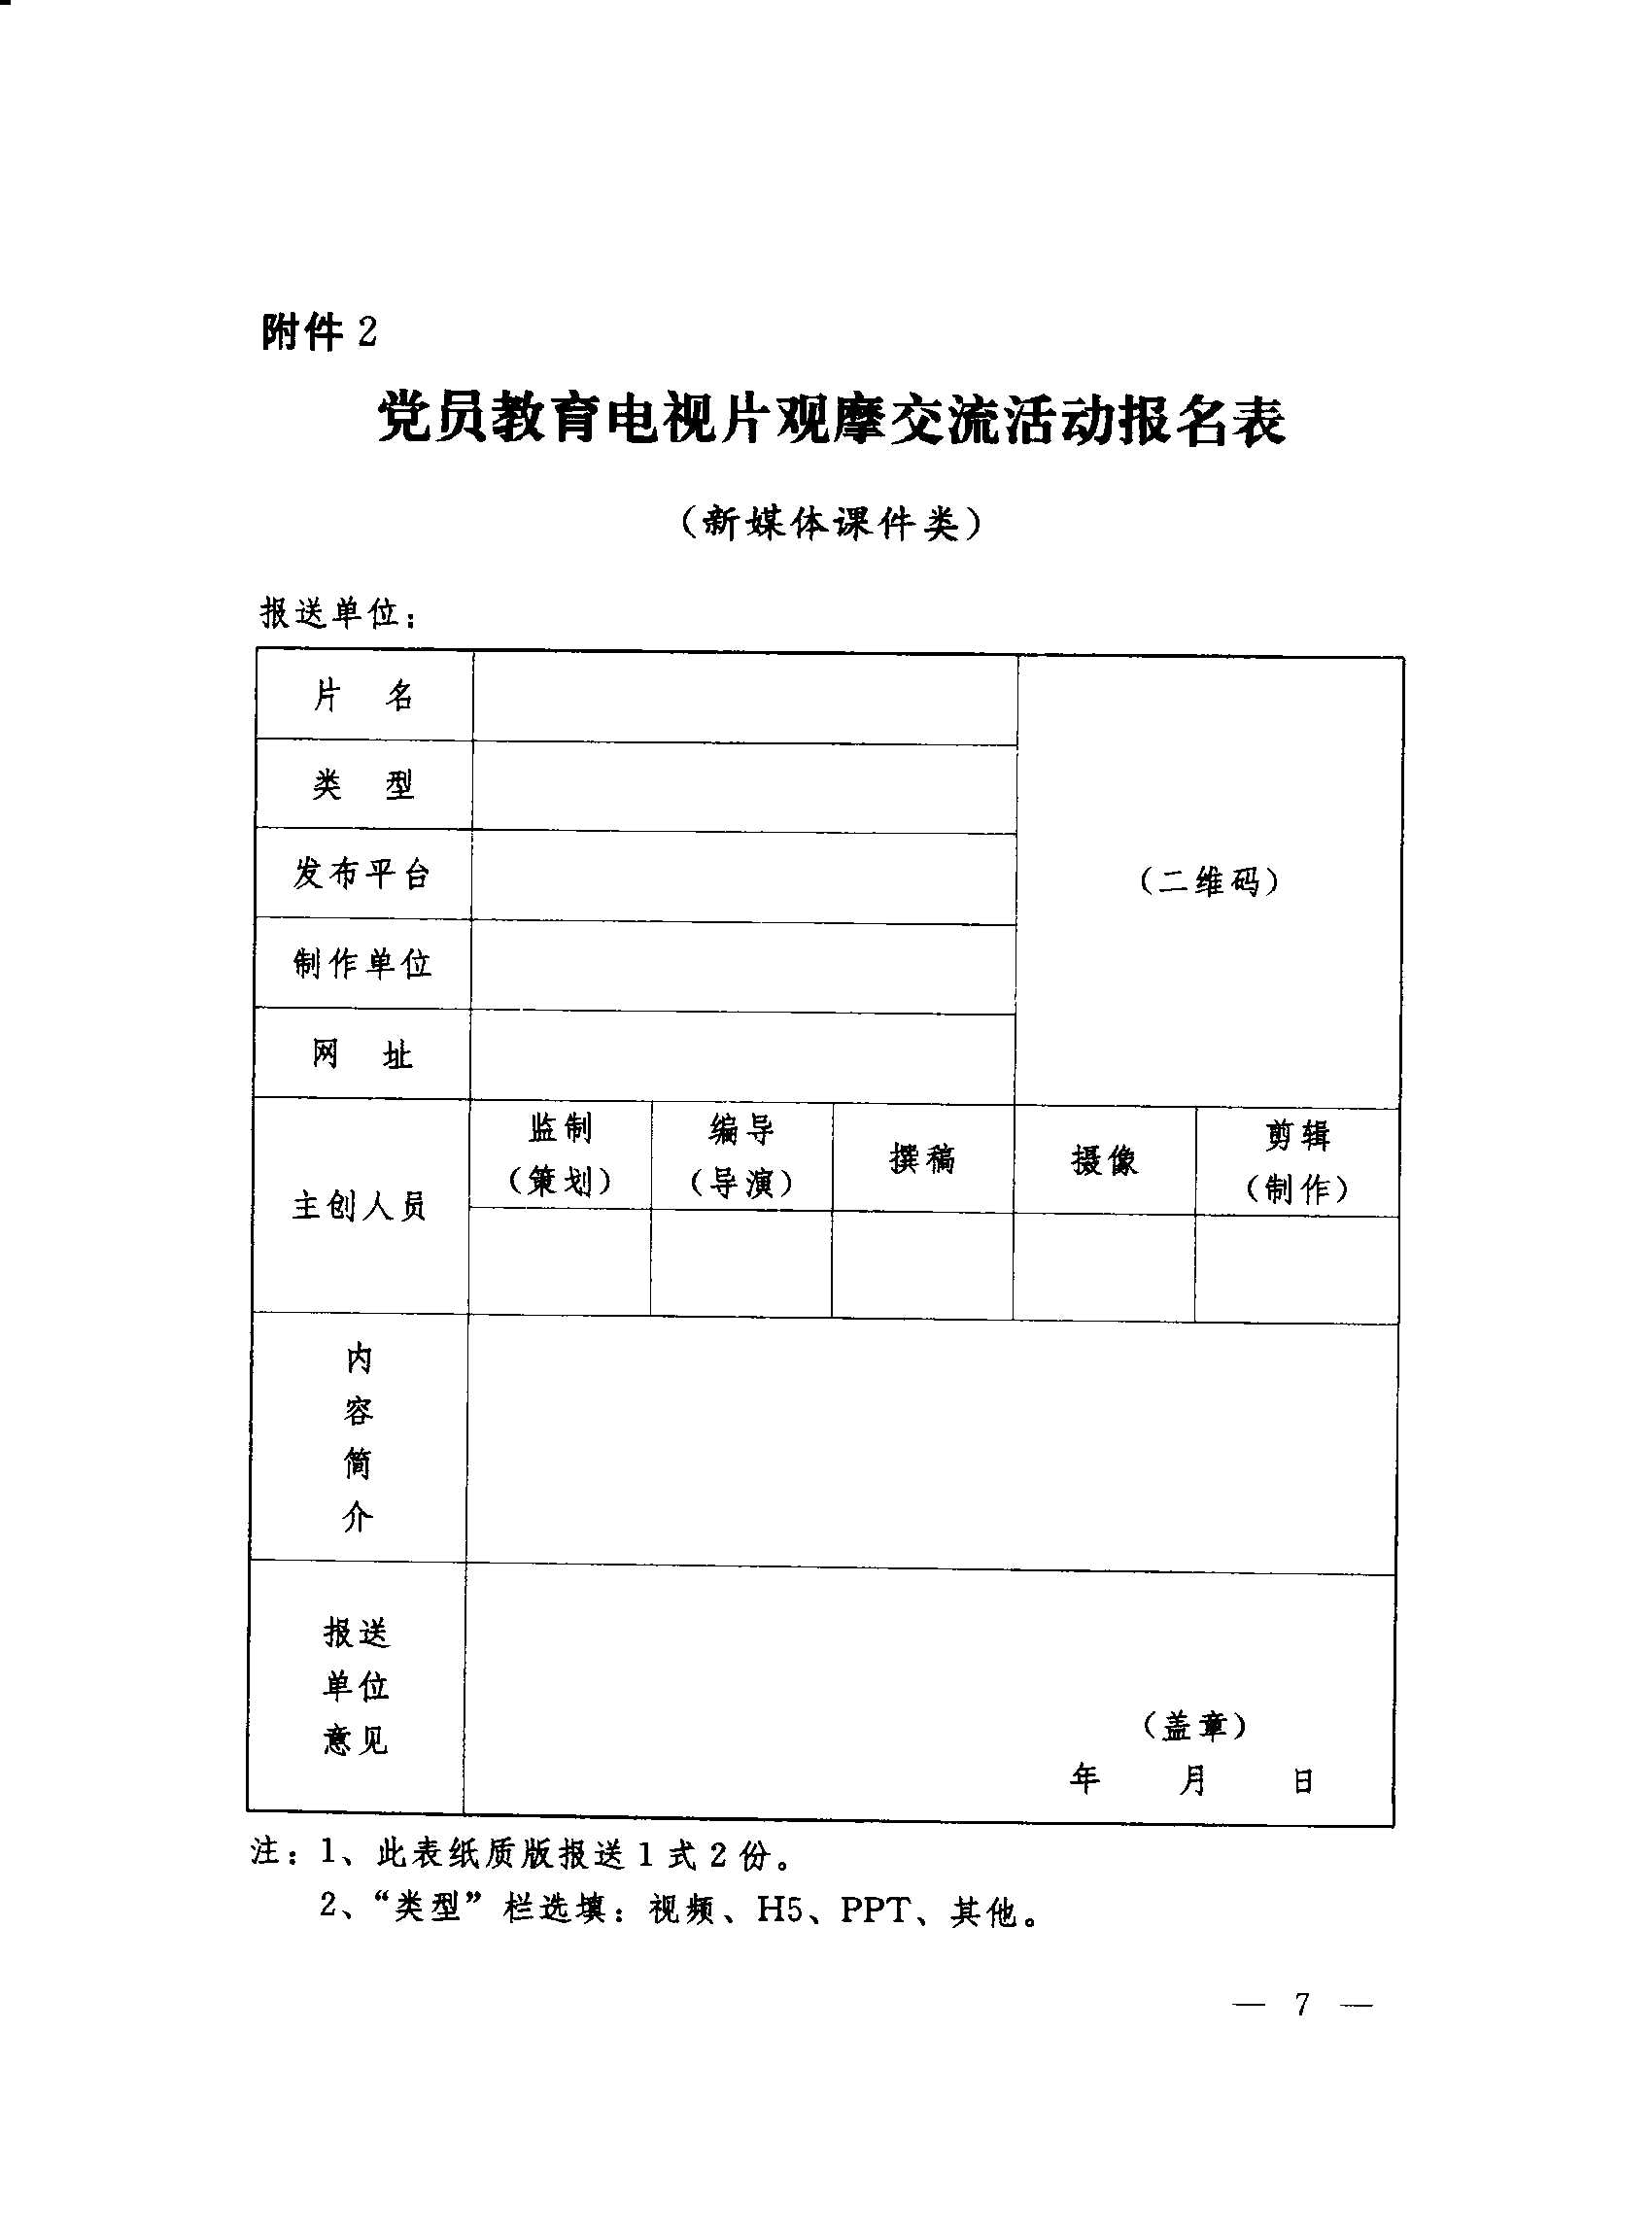 附件2
党员教育电视片观摩交流活动报名表
（新媒体课件类）
报送单位：
片 名
类 型
发布平台
（二维码）
制作单位
网 址
主创人员
监制
（策划）
编导
（导演）
撰稿
摄像
剪辑
（制作）
内
容
简
介
报送
单位
意见
（盖章）
年 月 日
注：1、此表纸质版报送1式2份。
2、“类型”栏选填：视频、H5、PPT、其他。
— 7 —